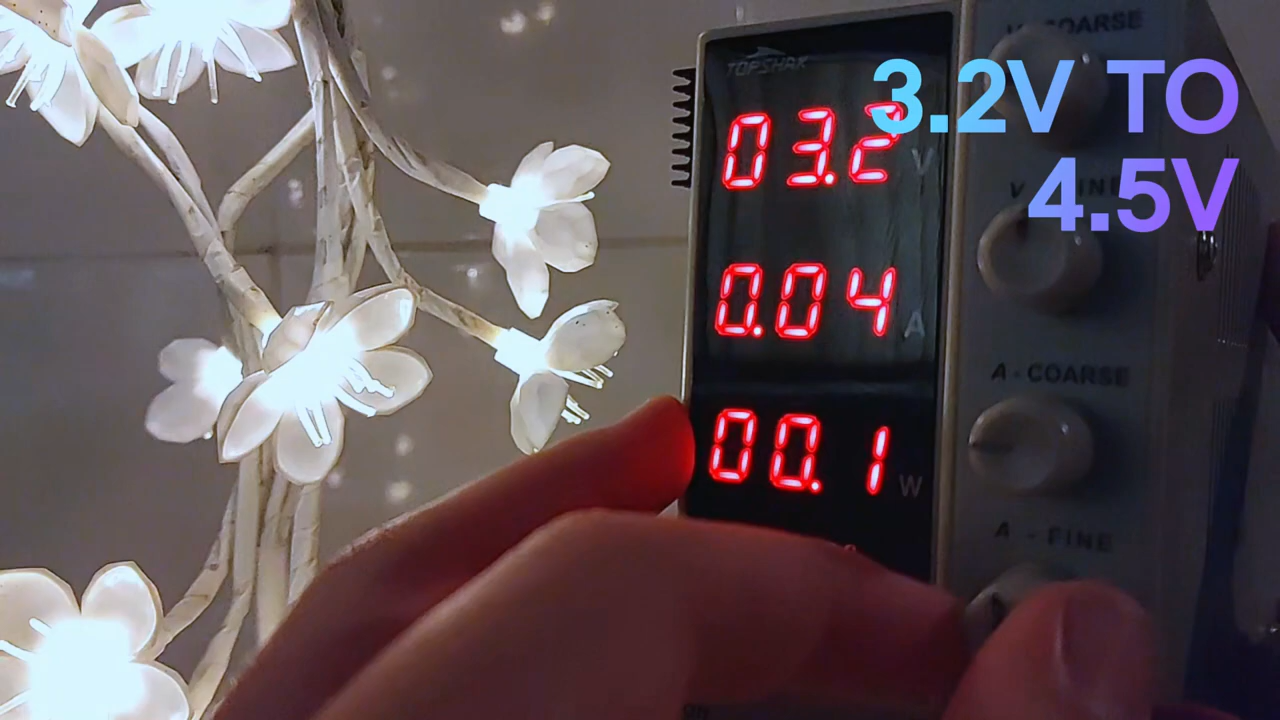 TOPSHAK
V - COARSE
3.2V TO
4.5V
03.2 V
V - FINE
0.04 A
A - COARSE
00.1 W
A - FINE